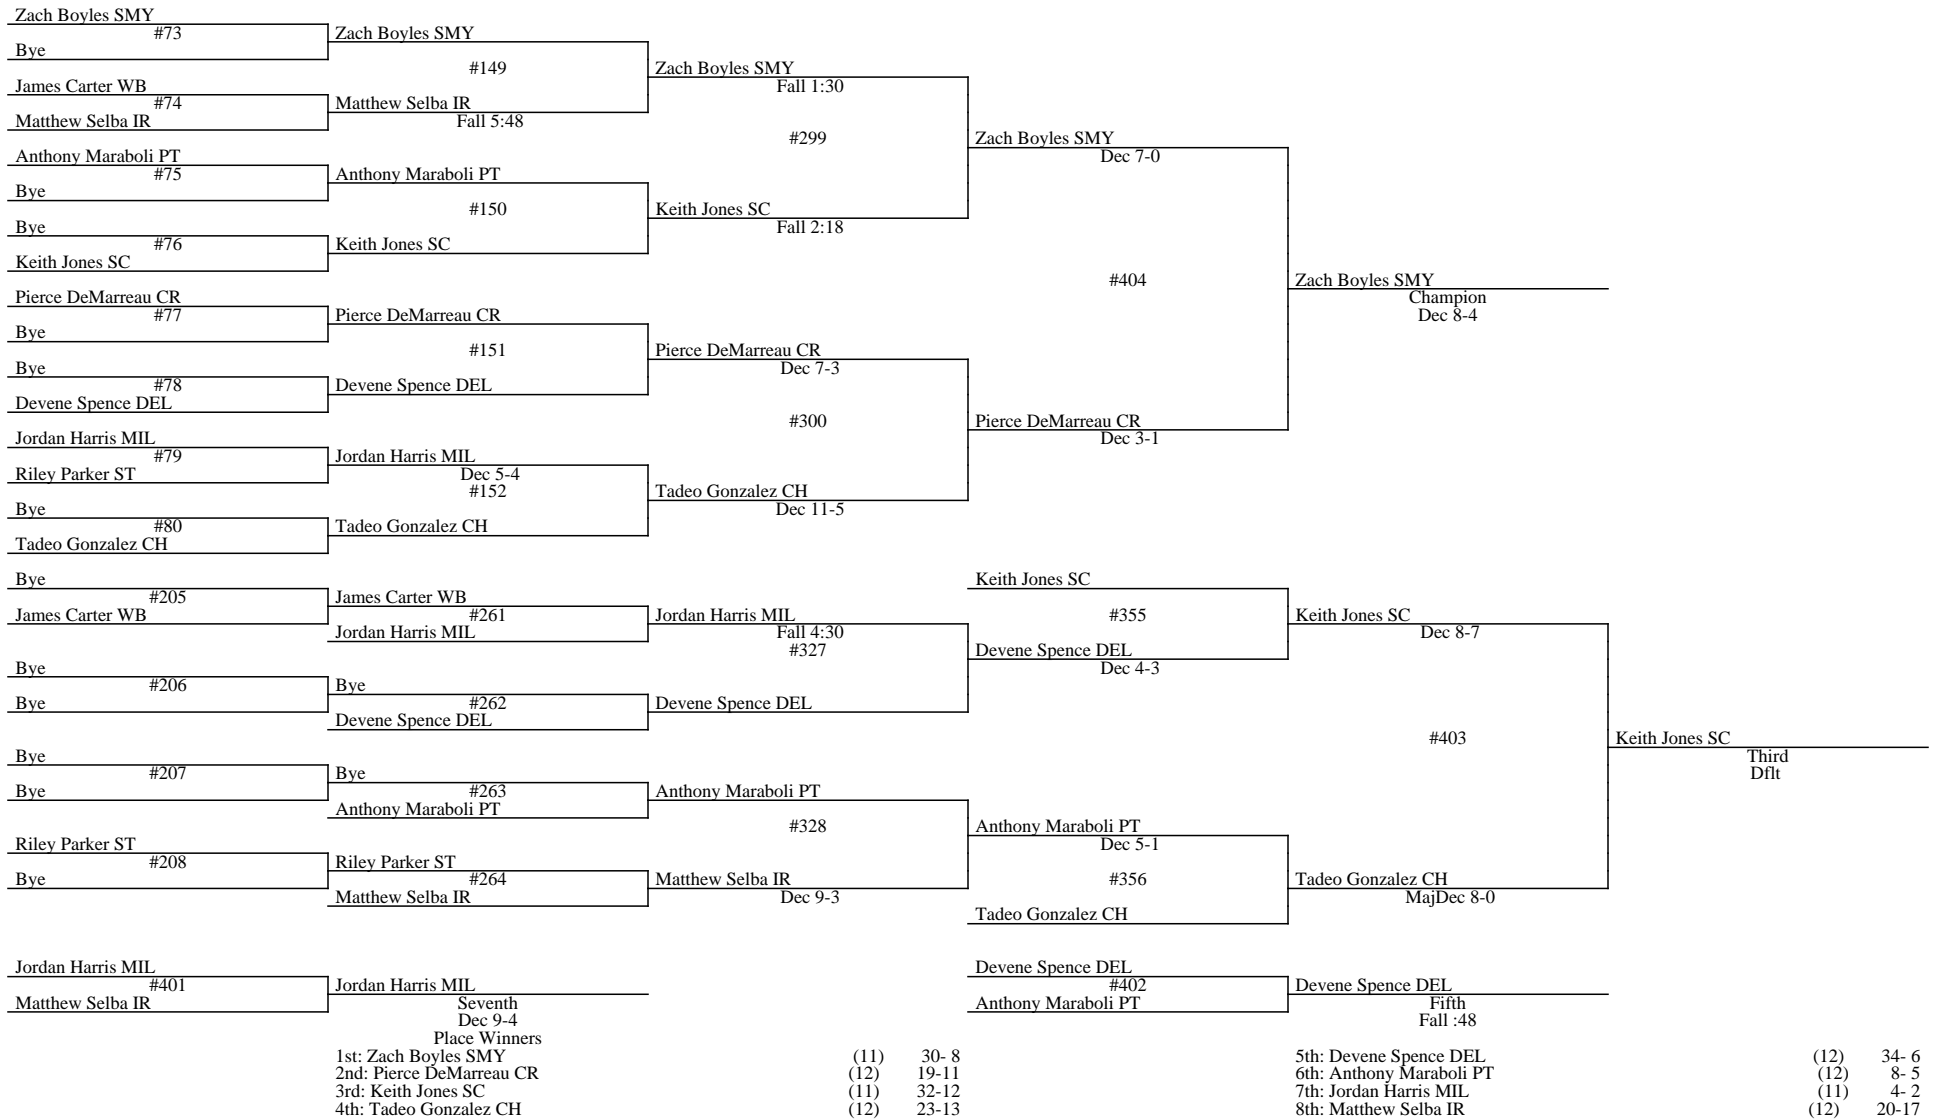 Zach Boyles SMY
#73
Bye
James Carter WB
#74
Matthew Selba IR
Anthony Maraboli PT
#75
Bye
Bye
#76
Keith Jones SC
Pierce DeMarreau CR
#77
Bye
Bye
#78
Devene Spence DEL
Jordan Harris MIL
#79
Riley Parker ST
Bye
#80
Tadeo Gonzalez CH
Zach Boyles SMY
#149
Matthew Selba IR
Fall 5:48
Anthony Maraboli PT
#150
Keith Jones SC
Pierce DeMarreau CR
#151
Devene Spence DEL
Jordan Harris MIL
Dec 5-4
#152
Tadeo Gonzalez CH
Zach Boyles SMY
Fall 1:30
#299
Keith Jones SC
Fall 2:18
Pierce DeMarreau CR
Dec 7-3
#300
Tadeo Gonzalez CH
Dec 11-5
Zach Boyles SMY
Dec 7-0
#404
Pierce DeMarreau CR
Dec 3-1
Zach Boyles SMY
Champion
Dec 8-4
Bye
#205
James Carter WB
Bye
#206
Bye
Bye
#207
Bye
Riley Parker ST
#208
Bye
James Carter WB
#261
Jordan Harris MIL
Bye
#262
Devene Spence DEL
Bye
#263
Anthony Maraboli PT
Riley Parker ST
#264
Matthew Selba IR
Jordan Harris MIL
Fall 4:30
#327
Devene Spence DEL
Anthony Maraboli PT
#328
Matthew Selba IR
Dec 9-3
Keith Jones SC
#355
Devene Spence DEL
Dec 4-3
Anthony Maraboli PT
Dec 5-1
#356
Tadeo Gonzalez CH
Keith Jones SC
Dec 8-7
#403
Tadeo Gonzalez CH
MajDec 8-0
Keith Jones SC
Third
Dflt
Jordan Harris MIL
#401
Matthew Selba IR
Jordan Harris MIL
Seventh
Dec 9-4
Devene Spence DEL
#402
Anthony Maraboli PT
Devene Spence DEL
Fifth
Fall :48
Place Winners
1st: Zach Boyles SMY (11) 30- 8
2nd: Pierce DeMarreau CR (12) 19-11
3rd: Keith Jones SC (11) 32-12
4th: Tadeo Gonzalez CH (12) 23-13
5th: Devene Spence DEL (12) 34- 6
6th: Anthony Maraboli PT (12) 8- 5
7th: Jordan Harris MIL (11) 4- 2
8th: Matthew Selba IR (12) 20-17